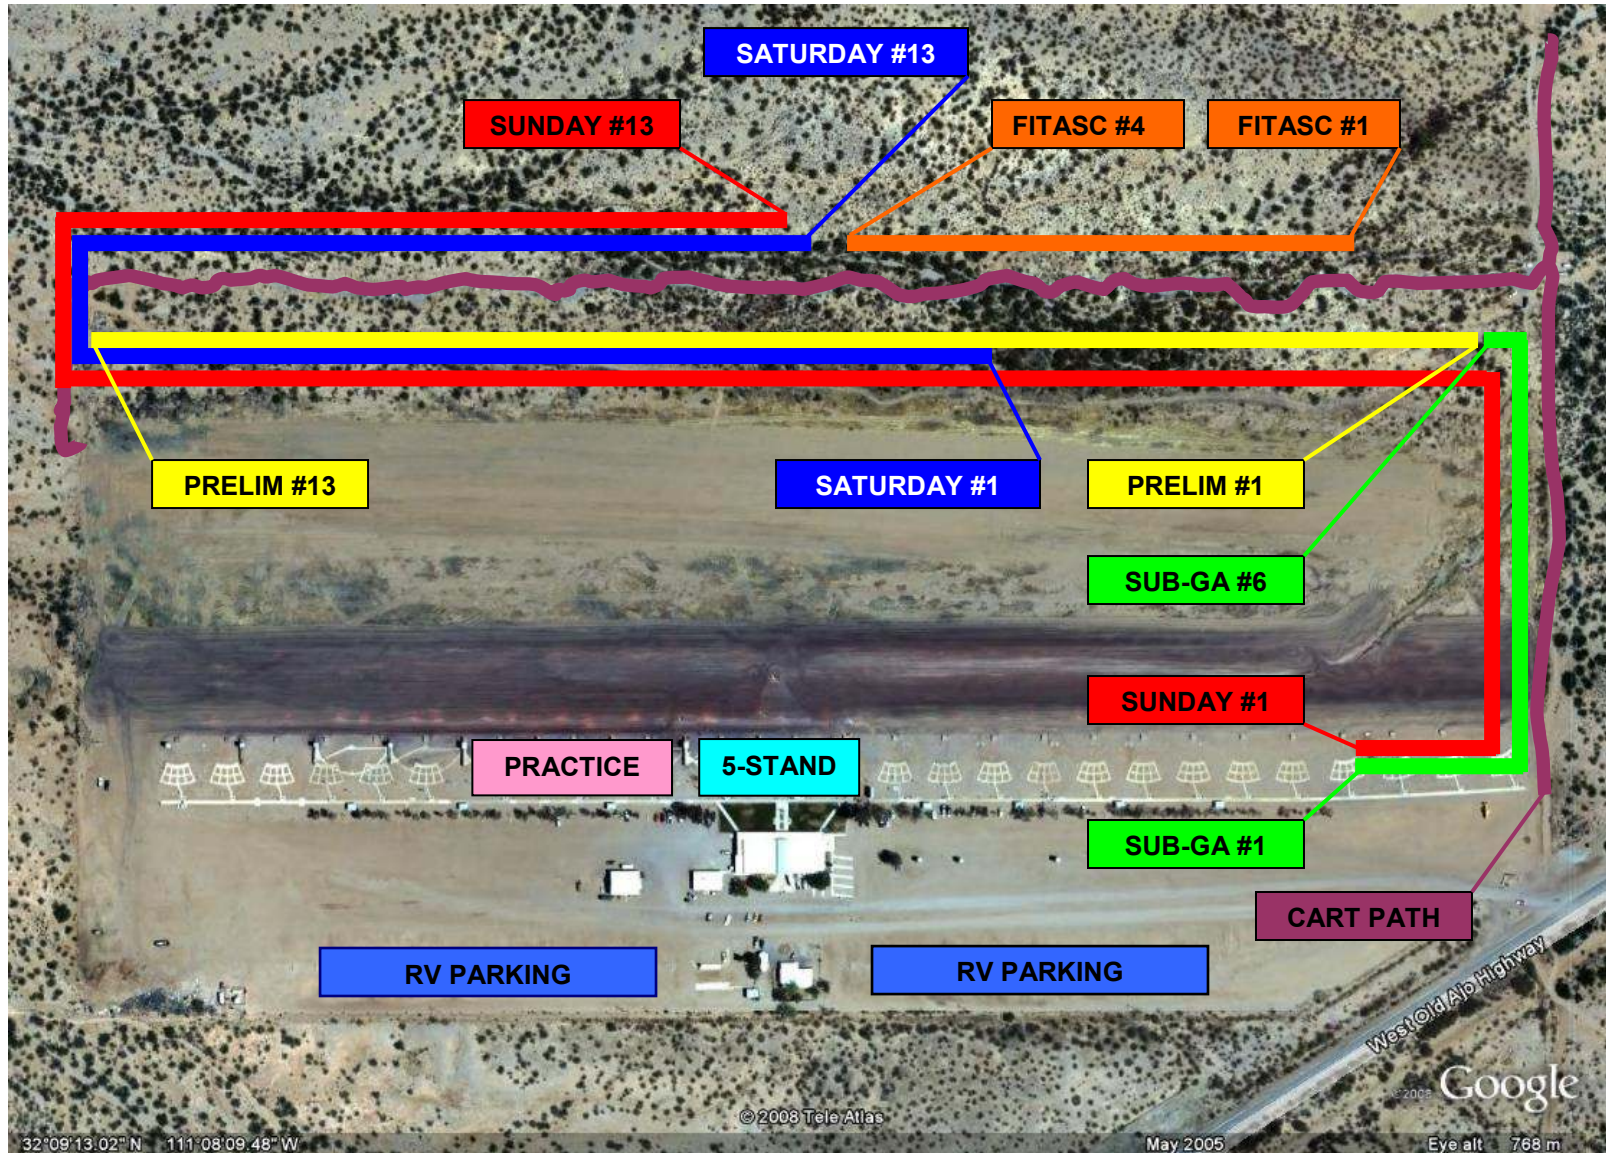 SATURDAY #13
SUNDAY #13
FITASC #4
FITASC #1
PRELIM #13
SATURDAY #1
PRELIM #1
SUB-GA #6
SUNDAY #1
PRACTICE
5-STAND
SUB-GA #1
CART PATH
RV PARKING
RV PARKING
West Old Ajo Highway
© 2008 Google
© 2008 Tele Atlas
32°09'13.02" N 111°08'09.48" W
May 2005
Eye alt 768 m